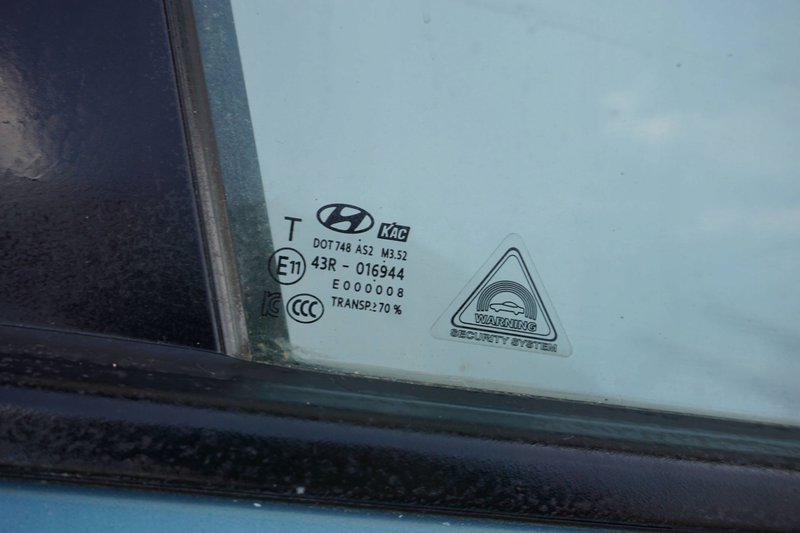 T
KAC
DOT 748 AS2 M3.52
E11
43R - 016944
E000008
CCC
TRANSP.≥70 %
WARNING
SECURITY SYSTEM